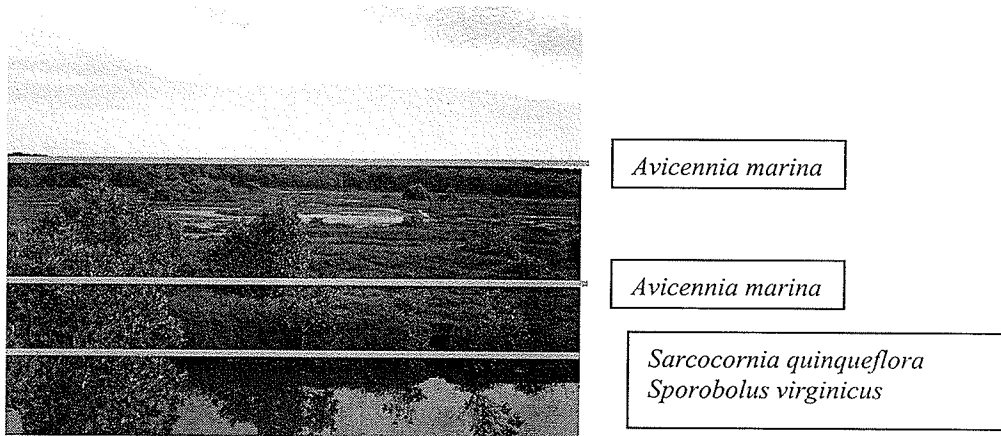 Avicennia marina
Avicennia marina
Sarcocornia quinqueflora
Sporobolus virginicus